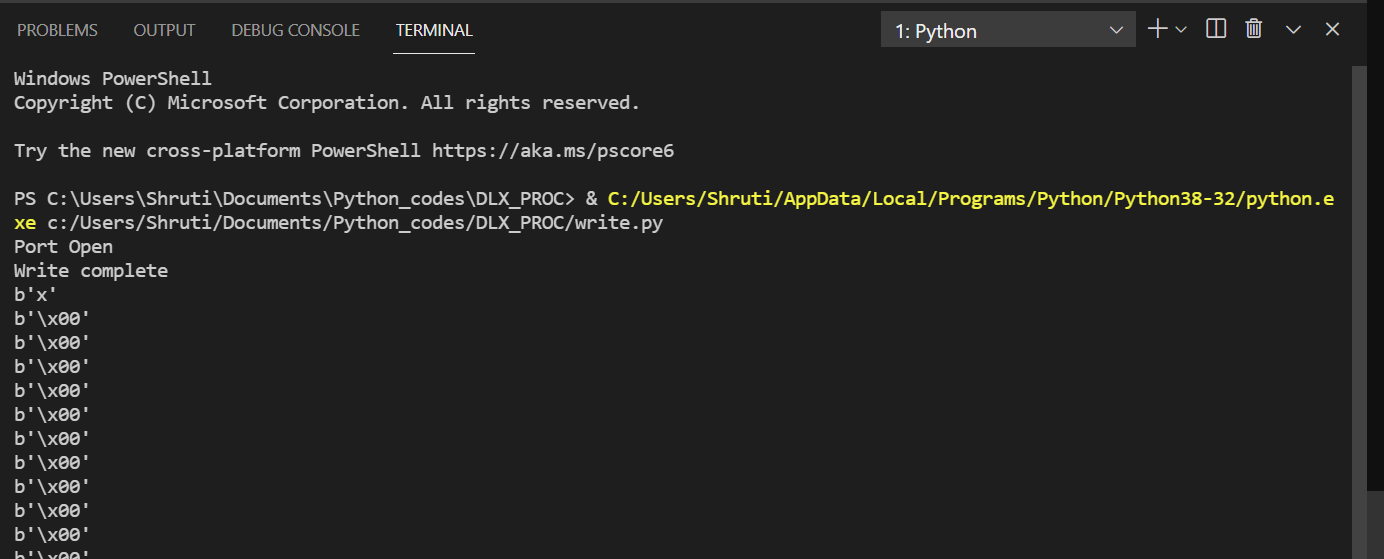 PROBLEMS OUTPUT DEBUG CONSOLE TERMINAL 1: Python
Windows PowerShell
Copyright (C) Microsoft Corporation. All rights reserved.
Try the new cross-platform PowerShell https://aka.ms/pscore6
PS C:\Users\Shruti\Documents\Python_codes\DLX_PROC> & C:/Users/Shruti/AppData/Local/Programs/Python/Python38-32/python.e
xe c:/Users/Shruti/Documents/Python_codes/DLX_PROC/write.py
Port Open
Write complete
b'x'
b'\x00'
b'\x00'
b'\x00'
b'\x00'
b'\x00'
b'\x00'
b'\x00'
b'\x00'
b'\x00'
b'\x00'
b'\x00'